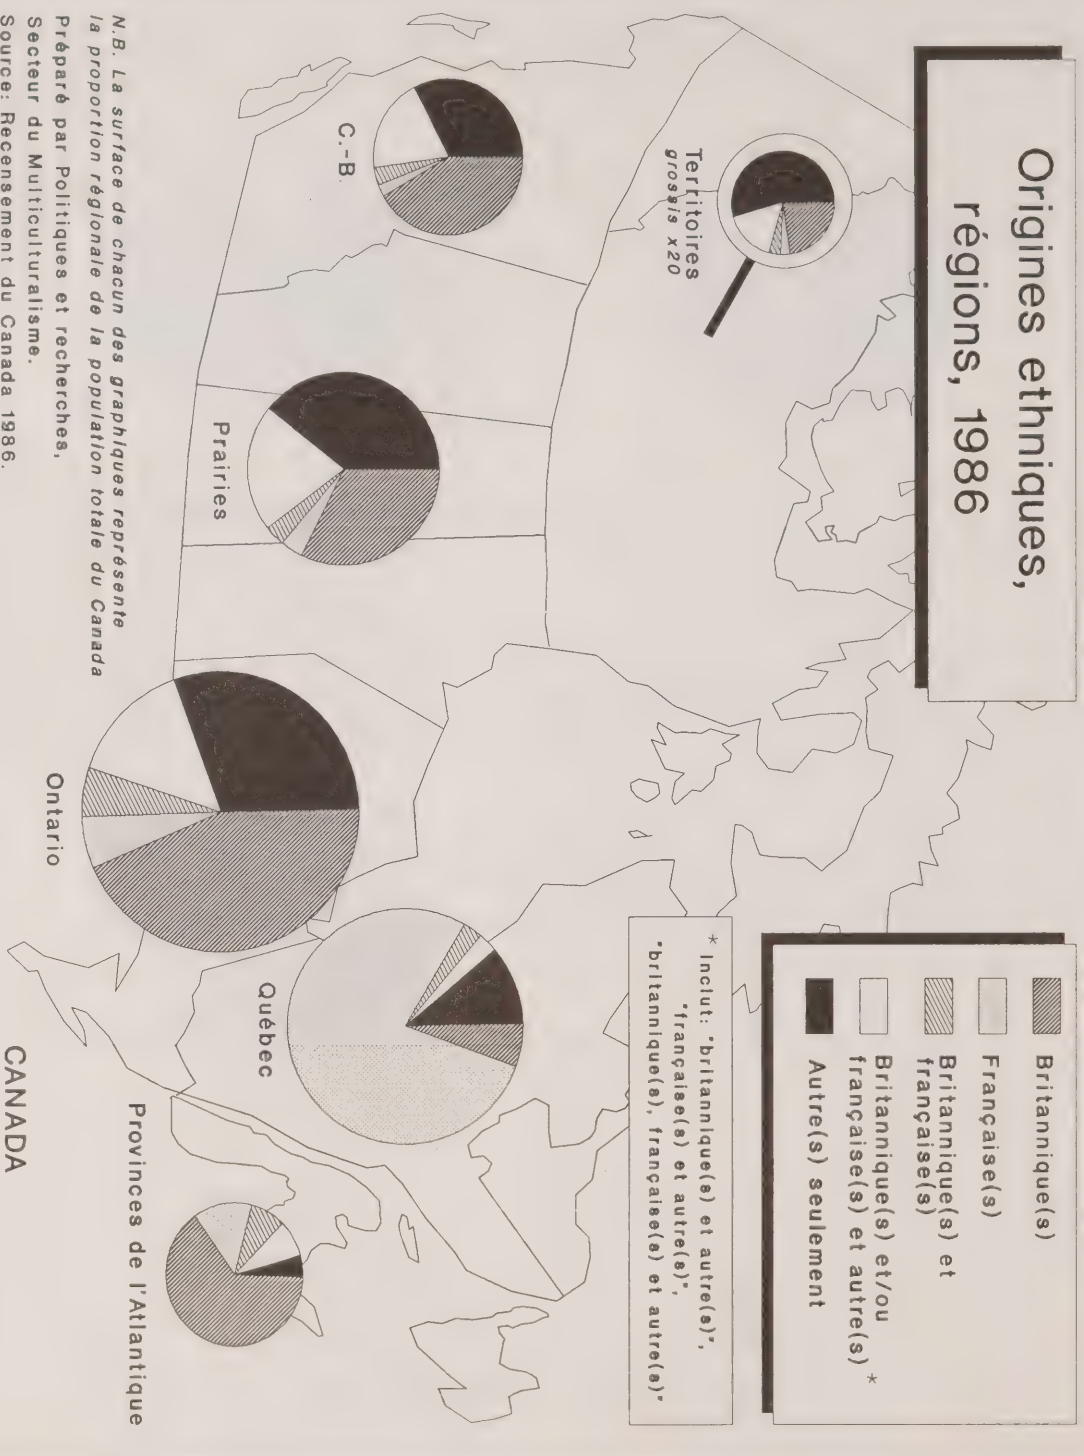 Origines ethniques,
régions, 1986
Britannique(s)
Française(s)
Britannique(s) et
française(s)
Britannique(s) et/ou
française(s) et autre(s) *
Autre(s) seulement
* Inclut: "britannique(s) et autre(s)",
"française(s) et autre(s)",
"britannique(s), française(s) et autre(s)"
Territoires
grossis x20
C.-B.
Prairies
Ontario
Québec
Provinces de l'Atlantique
CANADA
N.B. La surface de chacun des graphiques représente
la proportion régionale de la population totale du Canada
Préparé par Politiques et recherches,
Secteur du Multiculturalisme.
Source: Recensement du Canada 1986.